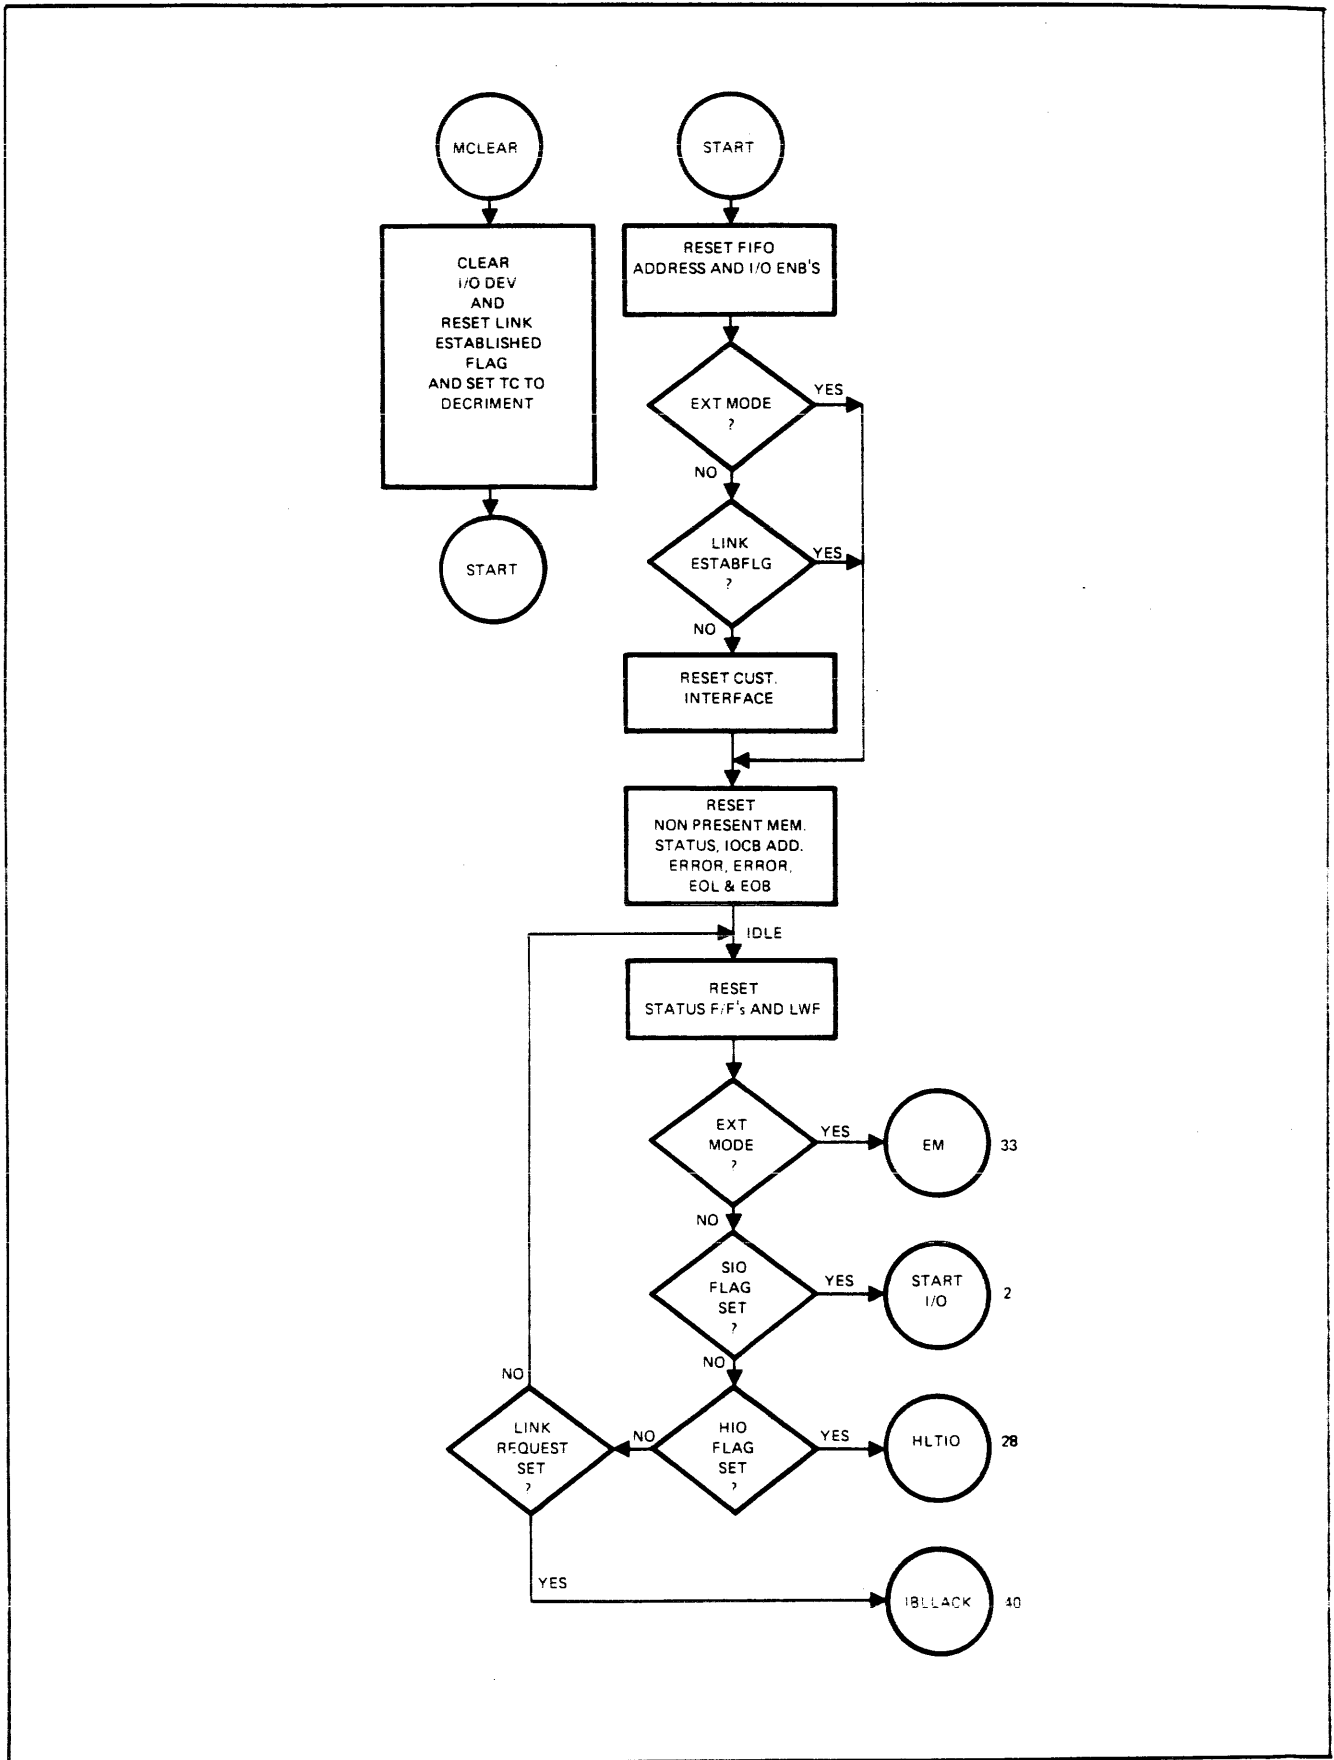 MCLEAR
CLEAR
I/O DEV
AND
RESET LINK
ESTABLISHED
FLAG
AND SET TC TO
DECRIMENT
START
START
RESET FIFO
ADDRESS AND I/O ENB'S
EXT MODE
?
YES
NO
LINK
ESTABFLG
?
YES
NO
RESET CUST.
INTERFACE
RESET
NON PRESENT MEM.
STATUS, IOCB ADD.
ERROR, ERROR,
EOL & EOB
IDLE
RESET
STATUS F/F's AND LWF
EXT
MODE
?
YES
EM
33
NO
SIO
FLAG
SET
?
YES
START
I/O
2
NO
HIO
FLAG
SET
?
YES
HLTIO
28
NO
LINK
REQUEST
SET
?
NO
YES
IBLLACK
40